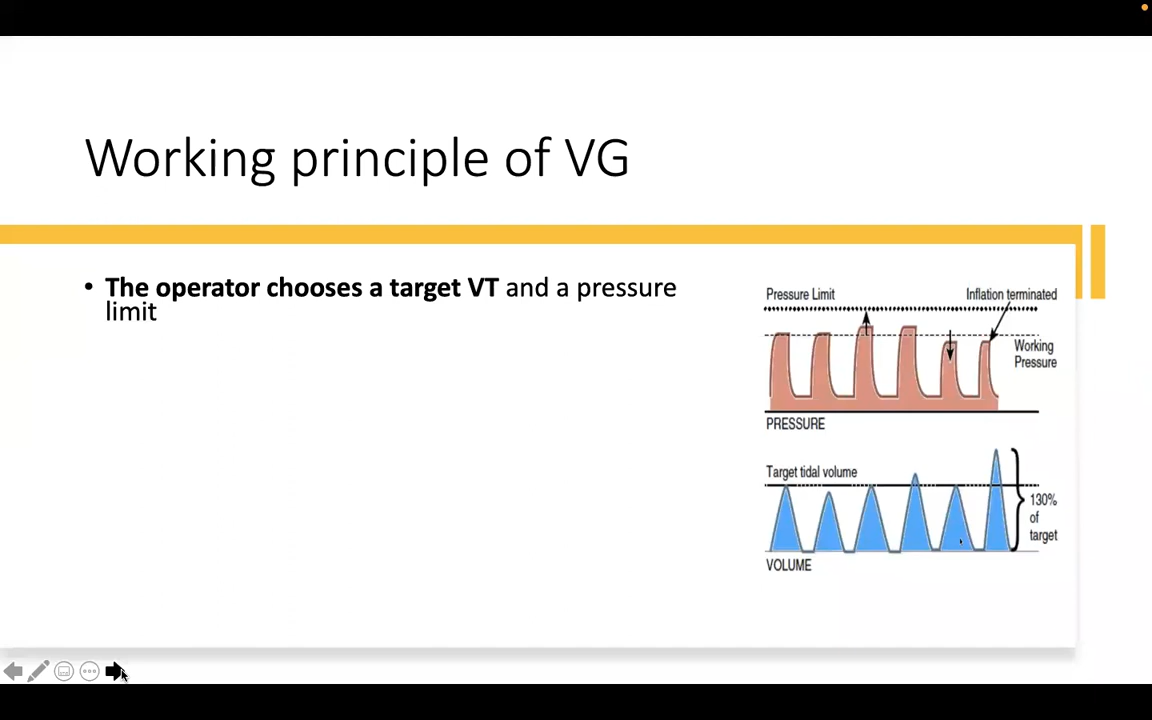 Working principle of VG
• The operator chooses a target VT and a pressure
limit
Pressure Limit
Inflation terminated
Working
Pressure
PRESSURE
Target tidal volume
130%
of
target
VOLUME